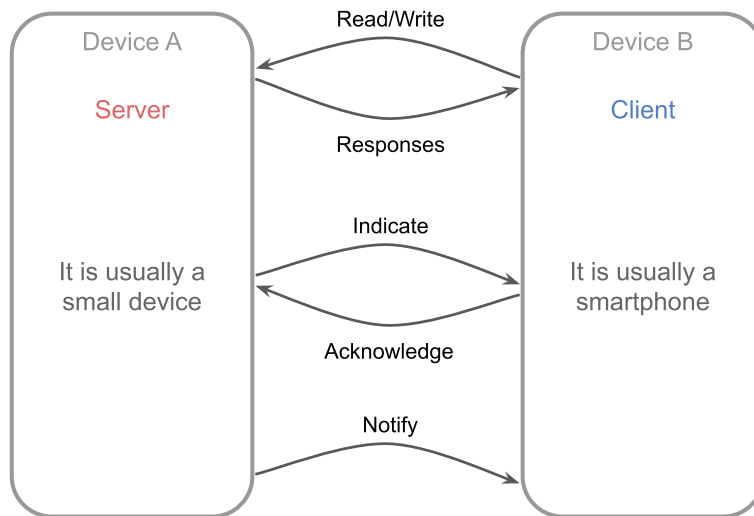 Read/Write
Device A
Device B
Server
Client
Responses
Indicate
It is usually a
small device
It is usually a
smartphone
Acknowledge
Notify